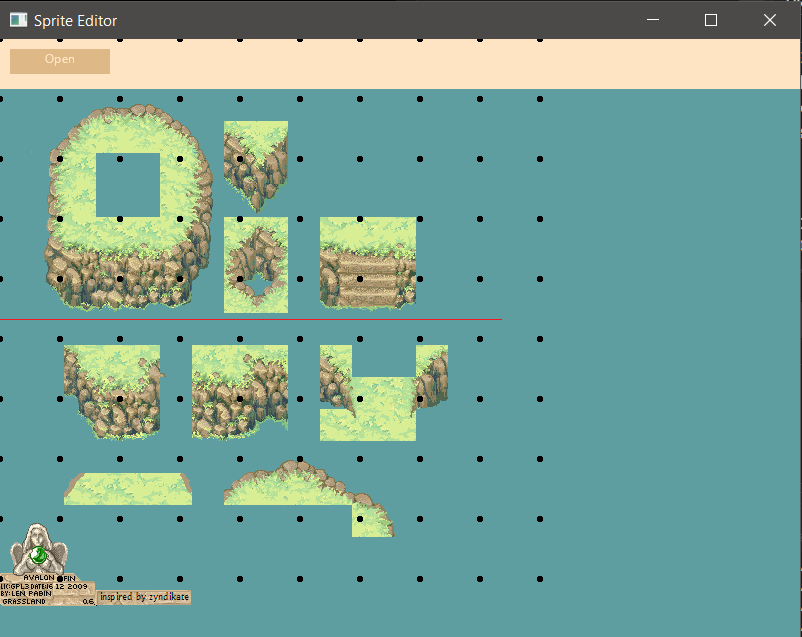 Sprite Editor
Open
AVALON FIN
LIC:GPL3 DATE:16 12 2009
BY:LEN PABIN
GRASSLAND 0.6
inspired by zyndikate